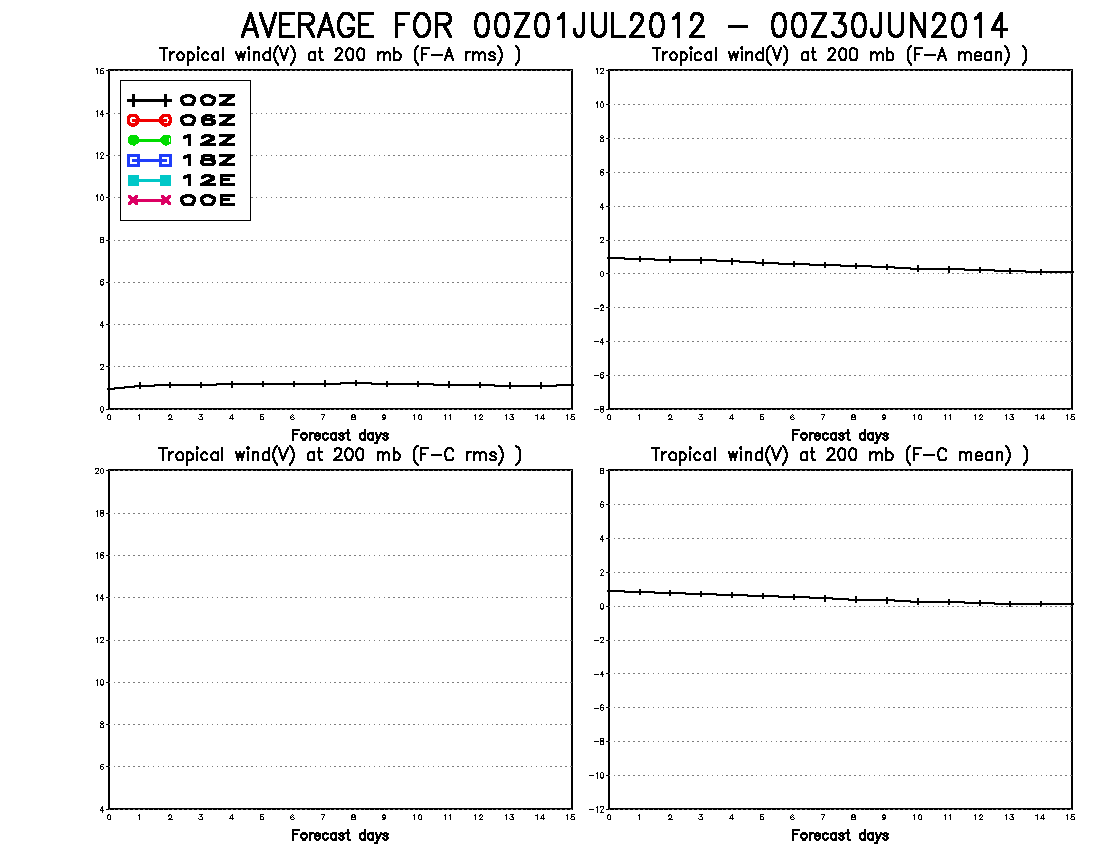 AVERAGE FOR 00Z01JUL2012 – 00Z30JUN2014
Tropical wind(V) at 200 mb (F–A rms) )
16
14
12
10
8
6
4
2
0
00Z
06Z
12Z
18Z
12E
00E
0 1 2 3 4 5 6 7 8 9 10 11 12 13 14 15
Forecast days
Tropical wind(V) at 200 mb (F–A mean) )
12
10
8
6
4
2
0
–2
–4
–6
–8
0 1 2 3 4 5 6 7 8 9 10 11 12 13 14 15
Forecast days
Tropical wind(V) at 200 mb (F–C rms) )
20
18
16
14
12
10
8
6
4
0 1 2 3 4 5 6 7 8 9 10 11 12 13 14 15
Forecast days
Tropical wind(V) at 200 mb (F–C mean) )
8
6
4
2
0
–2
–4
–6
–8
–10
–12
0 1 2 3 4 5 6 7 8 9 10 11 12 13 14 15
Forecast days